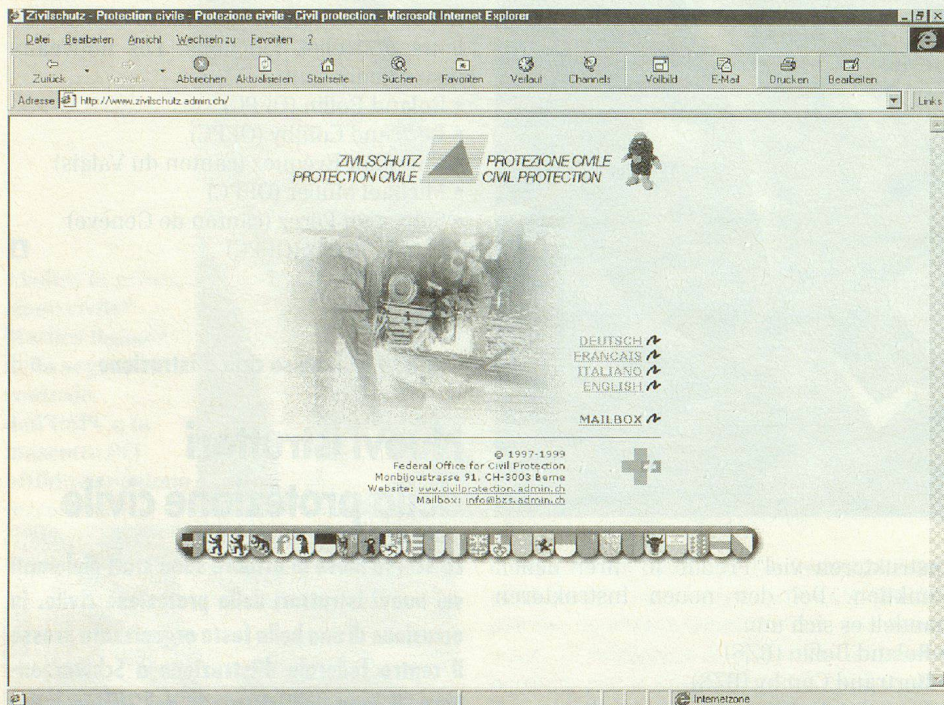 Zivilschutz - Protection civile - Protezione civile - Civil protection - Microsoft Internet Explorer
Datei Bearbeiten Ansicht Wechseln zu Favoriten ?
Zurück Abbrechen Aktualisieren Startseite Suchen Favoriten Verlauf Channels Vollbild E-Mail Drucken Bearbeiten
Adresse http://www.zivilschutz.admin.ch/ Links
ZIVILSCHUTZ PROTEZIONE CIVILE
PROTECTION CIVILE CIVIL PROTECTION
DEUTSCH
FRANCAIS
ITALIANO
ENGLISH
MAILBOX
© 1997-1999
Federal Office for Civil Protection
Monbijoustrasse 91, CH-3003 Berne
Website: www.civilprotection.admin.ch
Mailbox: info@bzs.admin.ch
Internetzone